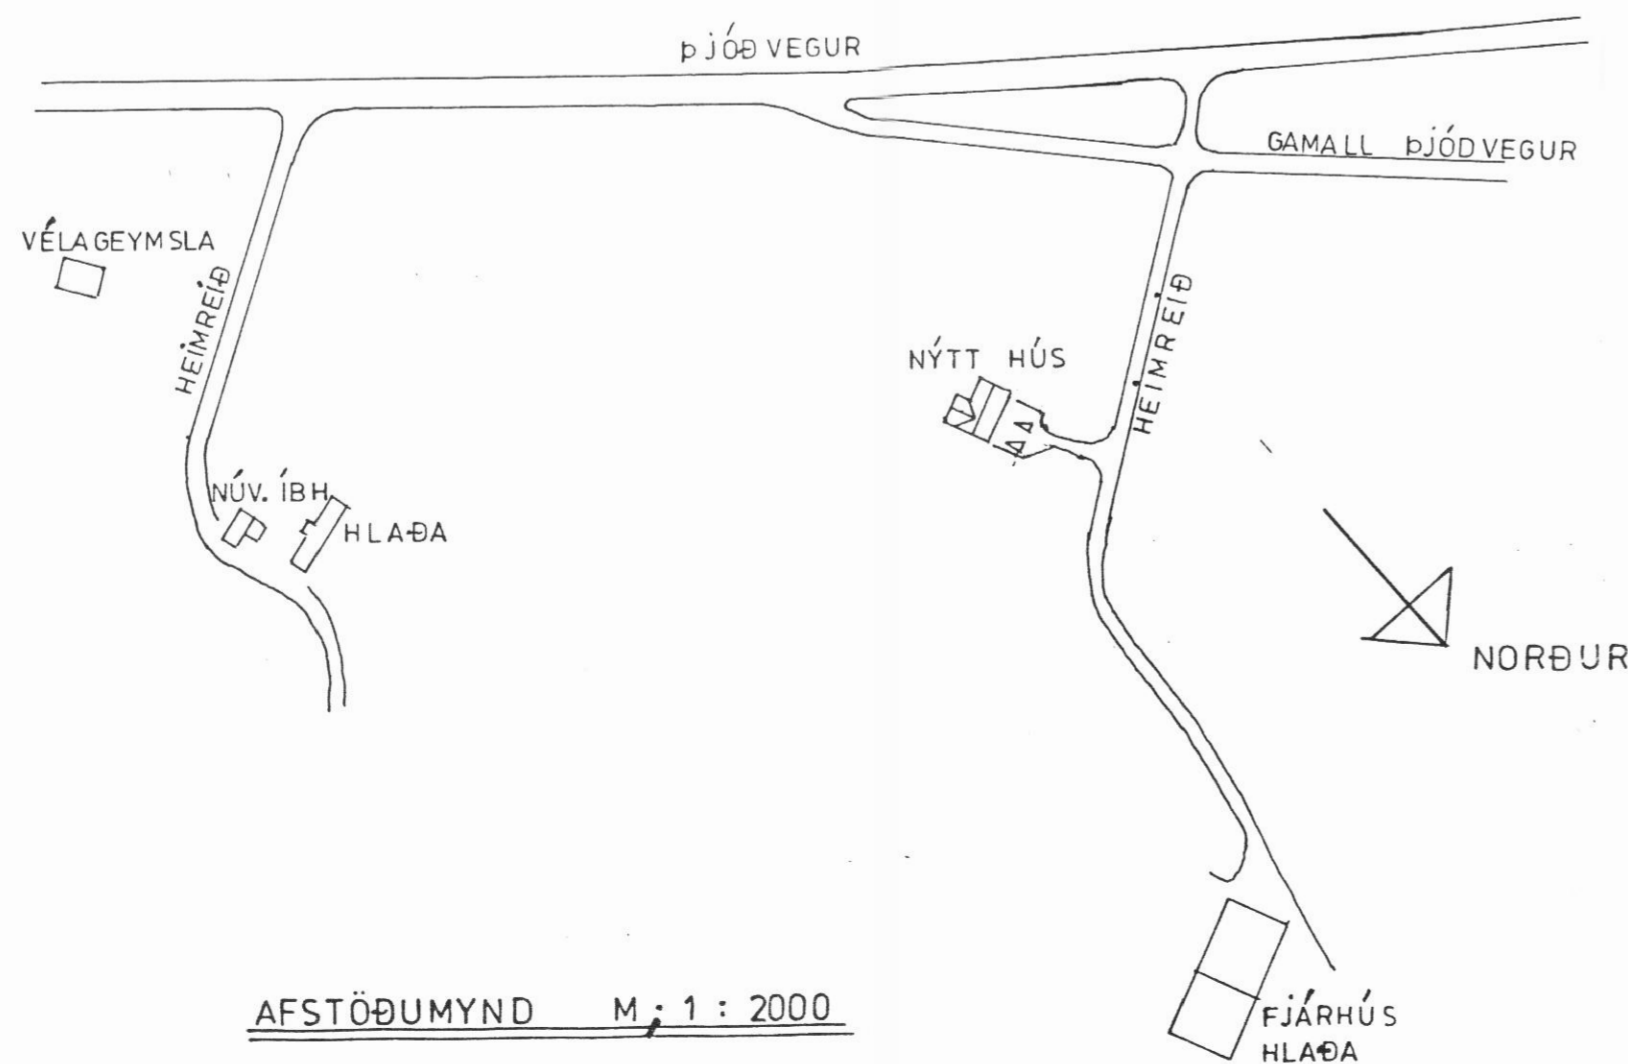 ÞJÓÐVEGUR
GAMALL ÞJÓÐVEGUR
VÉLAGEYMSLA
HEIMREIÐ
NÝTT HÚS
HEIMREIÐ
NÚV. ÍBH.
HLAÐA
NORÐUR
AFSTÖÐUMYND M; 1 : 2000
FJÁRHÚS
HLAÐA